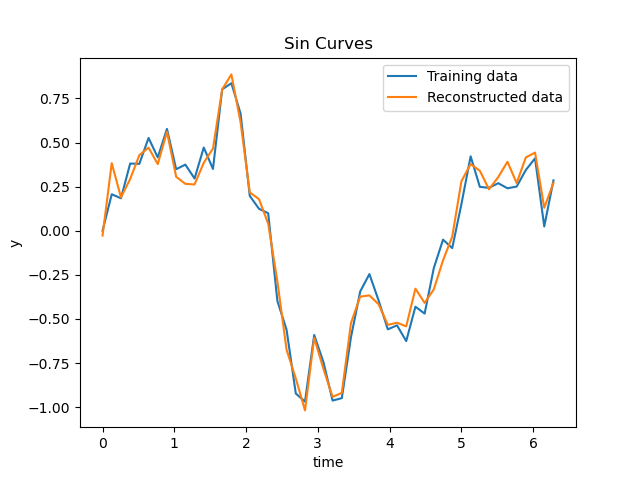 Sin Curves
Training data
Reconstructed data
0.75
0.50
0.25
0.00
−0.25
−0.50
−0.75
−1.00
y
0 1 2 3 4 5 6
time